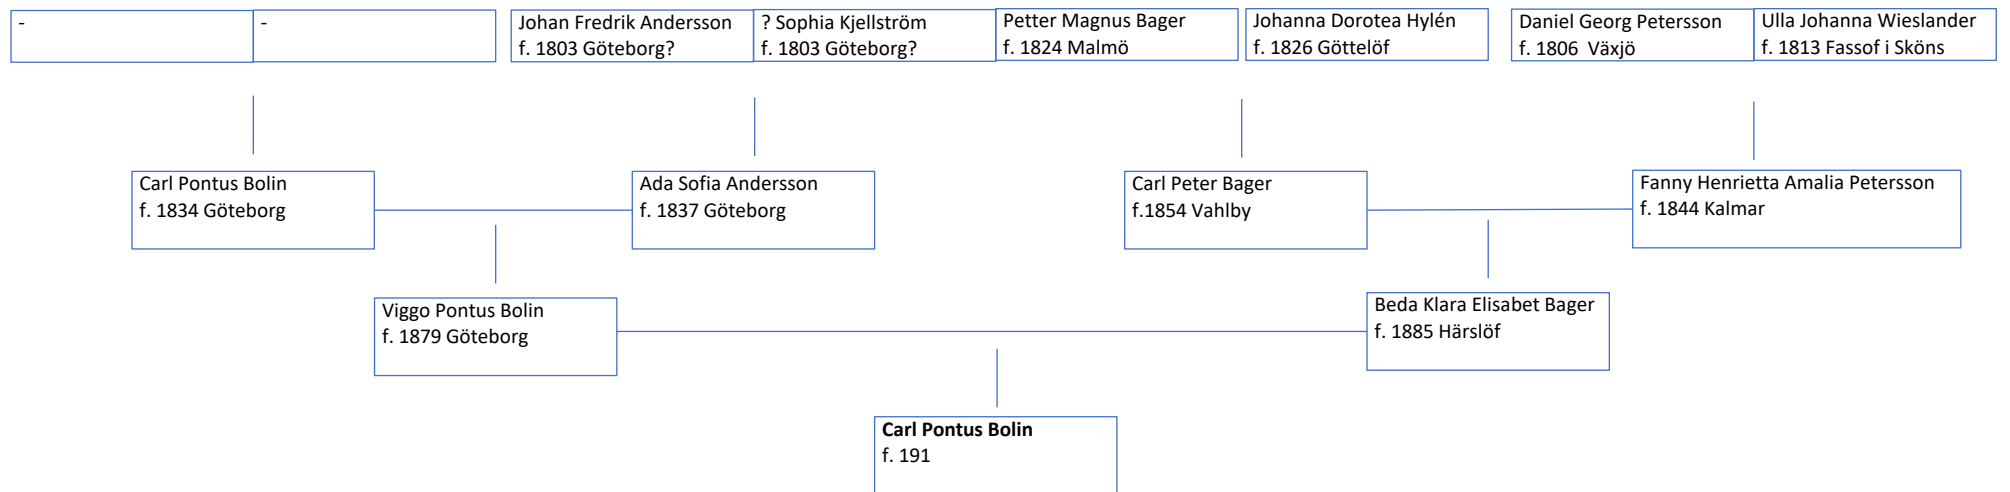 -
-
Johan Fredrik Andersson
f. 1803 Göteborg?
? Sophia Kjellström
f. 1803 Göteborg?
Petter Magnus Bager
f. 1824 Malmö
Johanna Dorotea Hylén
f. 1826 Göttelöf
Daniel Georg Petersson
f. 1806  Växjö
Ulla Johanna Wieslander
f. 1813 Fassof i Sköns
Carl Pontus Bolin
f. 1834 Göteborg
Ada Sofia Andersson
f. 1837 Göteborg
Carl Peter Bager
f.1854 Vahlby
Fanny Henrietta Amalia Petersson
f. 1844 Kalmar
Viggo Pontus Bolin
f. 1879 Göteborg
Beda Klara Elisabet Bager
f. 1885 Härslöf
Carl Pontus Bolin
f. 191